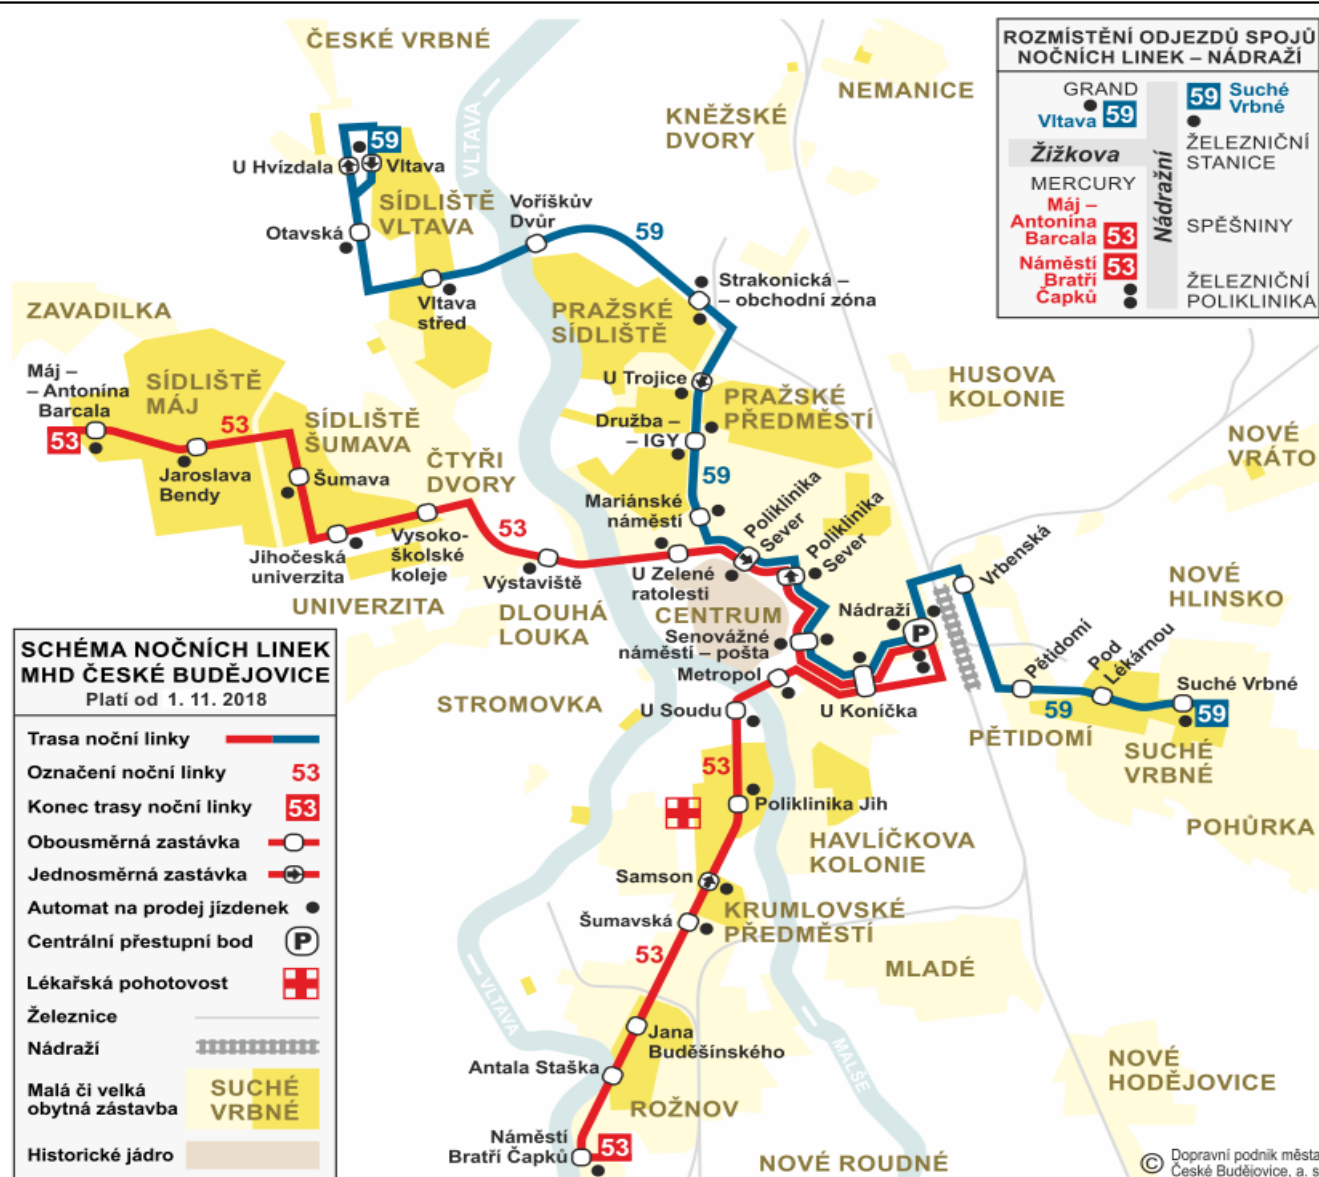 ČESKÉ VRBNÉ
VLTAVA
NEMANICE
KNĚŽSKÉ
DVORY
ROZMÍSTĚNÍ ODJEZDŮ SPOJŮ
NOČNÍCH LINEK – NÁDRAŽÍ
GRAND
Vltava 59
Žižkova
MERCURY
Máj –
Antonína
Barcala 53
Náměstí
Bratří
Čapků
53
Nádražní
59 Suché
Vrbné
ŽELEZNIČNÍ
STANICE
SPĚŠNINY
ŽELEZNIČNÍ
POLIKLINIKA
59
U Hvízdala
Vltava
SÍDLIŠTĚ
VLTAVA
Otavská
Voříškův
Dvůr
59
Vltava
střed
Strakonická –
– obchodní zóna
ZAVADILKA
PRAŽSKÉ
SÍDLIŠTĚ
Máj –
– Antonína
Barcala
53
SÍDLIŠTĚ
MÁJ
53
Jaroslava
Bendy
SÍDLIŠTĚ
ŠUMAVA
Šumava
ČTYŘI
DVORY
U Trojice
PRAŽSKÉ
PŘEDMĚSTÍ
Družba –
– IGY
59
HUSOVA
KOLONIE
NOVÉ
VRÁTO
Mariánské
náměstí
Poliklinika
Sever
Poliklinika
Sever
53
Jihočeská
univerzita
Vysoko-
školské
koleje
Výstaviště
U Zelené
ratolesti
UNIVERZITA
DLOUHÁ
LOUKA
CENTRUM
Senovážné
náměstí – pošta
Nádraží
P
Vrbenská
NOVÉ
HLINSKO
Metropol
U Koníčka
Pětidomí
Pod
Lékárnou
Suché Vrbné
59
59
STROMOVKA
U Soudu
PĚTIDOMÍ
SUCHÉ
VRBNÉ
53
Poliklinika Jih
HAVLÍČKOVA
KOLONIE
POHŮRKA
Samson
Šumavská
KRUMLOVSKÉ
PŘEDMĚSTÍ
53
MLADÉ
VLTAVA
MALŠE
Jana
Buděšínského
Antala Staška
ROŽNOV
NOVÉ
HODĚJOVICE
Náměstí
Bratří Čapků
53
NOVÉ ROUDNÉ
SCHÉMA NOČNÍCH LINEK
MHD ČESKÉ BUDĚJOVICE
Platí od 1. 11. 2018
Trasa noční linky
Označení noční linky 53
Konec trasy noční linky 53
Obousměrná zastávka
Jednosměrná zastávka
Automat na prodej jízdenek
Centrální přestupní bod P
Lékařská pohotovost
Železnice
Nádraží
Malá či velká
obytná zástavba
SUCHÉ
VRBNÉ
Historické jádro
© Dopravní podnik města
České Budějovice, a. s